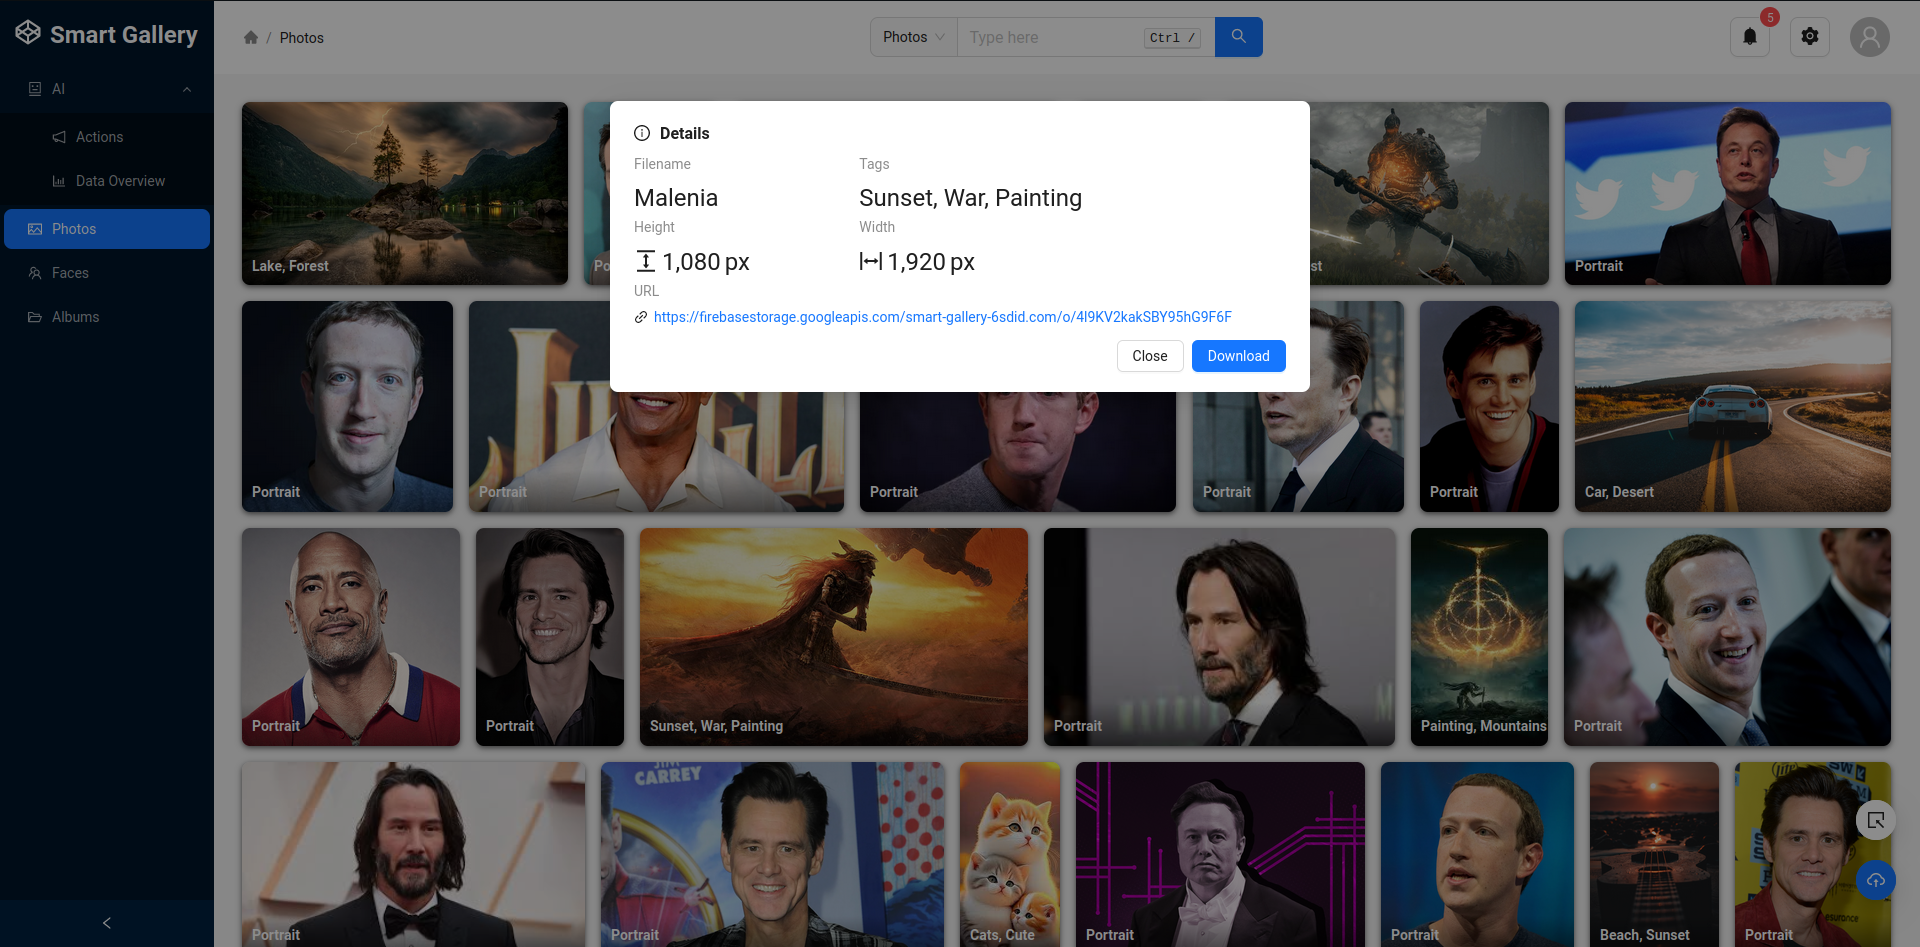 Smart Gallery
/ Photos
Photos
Type here
Ctrl /
5
AI
Actions
Data Overview
Photos
Faces
Albums
Details
Filename
Tags
Malenia
Sunset, War, Painting
Height
Width
1,080 px
1,920 px
URL
https://firebasestorage.googleapis.com/smart-gallery-6sdid.com/o/4l9KV2kakSBY95hG9F6F
Close
Download
Lake, Forest
Po
st
Portrait
Portrait
Portrait
Portrait
Portrait
Portrait
Car, Desert
Portrait
Portrait
Sunset, War, Painting
Portrait
Painting, Mountains
Portrait
JIM
CARREY
Portrait
Portrait
Cats, Cute
Portrait
Portrait
Beach, Sunset
Portrait